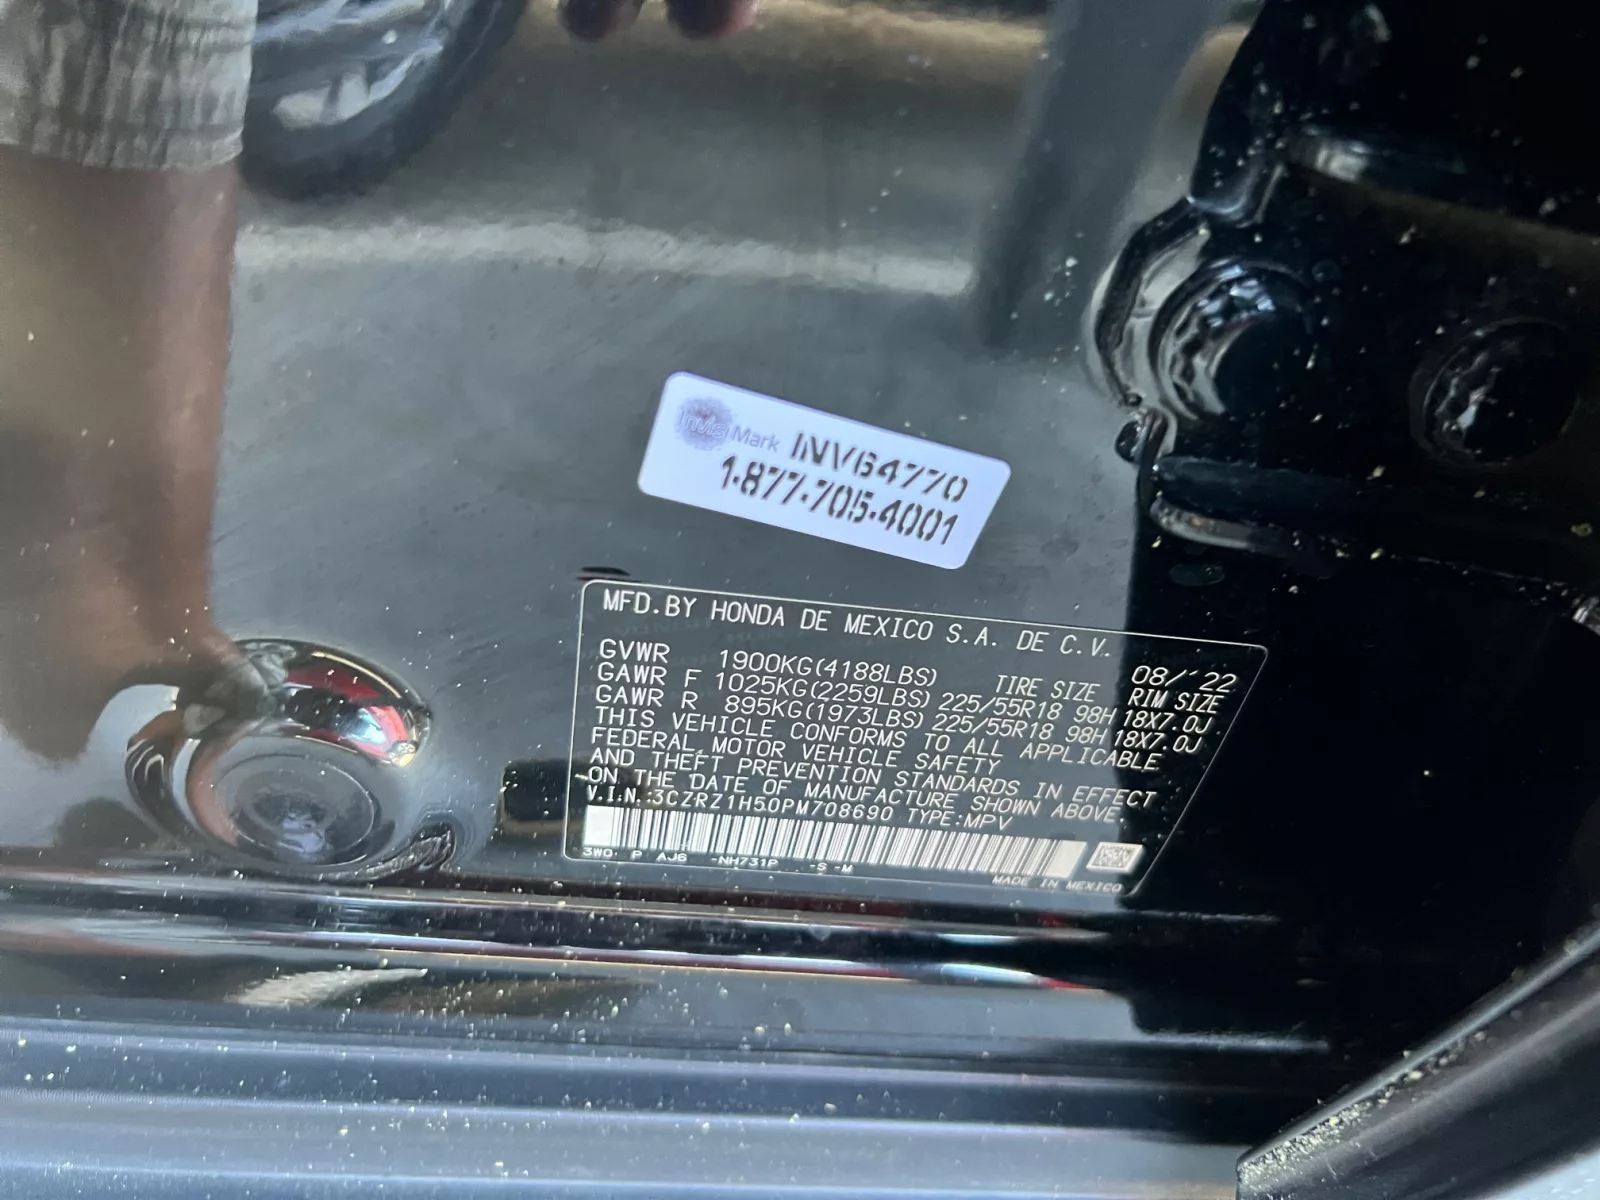 InVisiMark INV64770
1-877-705-4001
MFD. BY HONDA DE MEXICO S.A. DE C.V.
08/'22
GVWR 1900KG(4188LBS) TIRE SIZE RIM SIZE
GAWR F 1025KG(2259LBS) 225/55R18 98H 18X7.0J
GAWR R 895KG(1973LBS) 225/55R18 98H 18X7.0J
THIS VEHICLE CONFORMS TO ALL APPLICABLE
FEDERAL MOTOR VEHICLE SAFETY
AND THEFT PREVENTION STANDARDS IN EFFECT
ON THE DATE OF MANUFACTURE SHOWN ABOVE.
V.I.N.:3CZRZ1H50PM708690 TYPE:MPV
3W0 P AJ6 -NH731P -S -M
MADE IN MEXICO